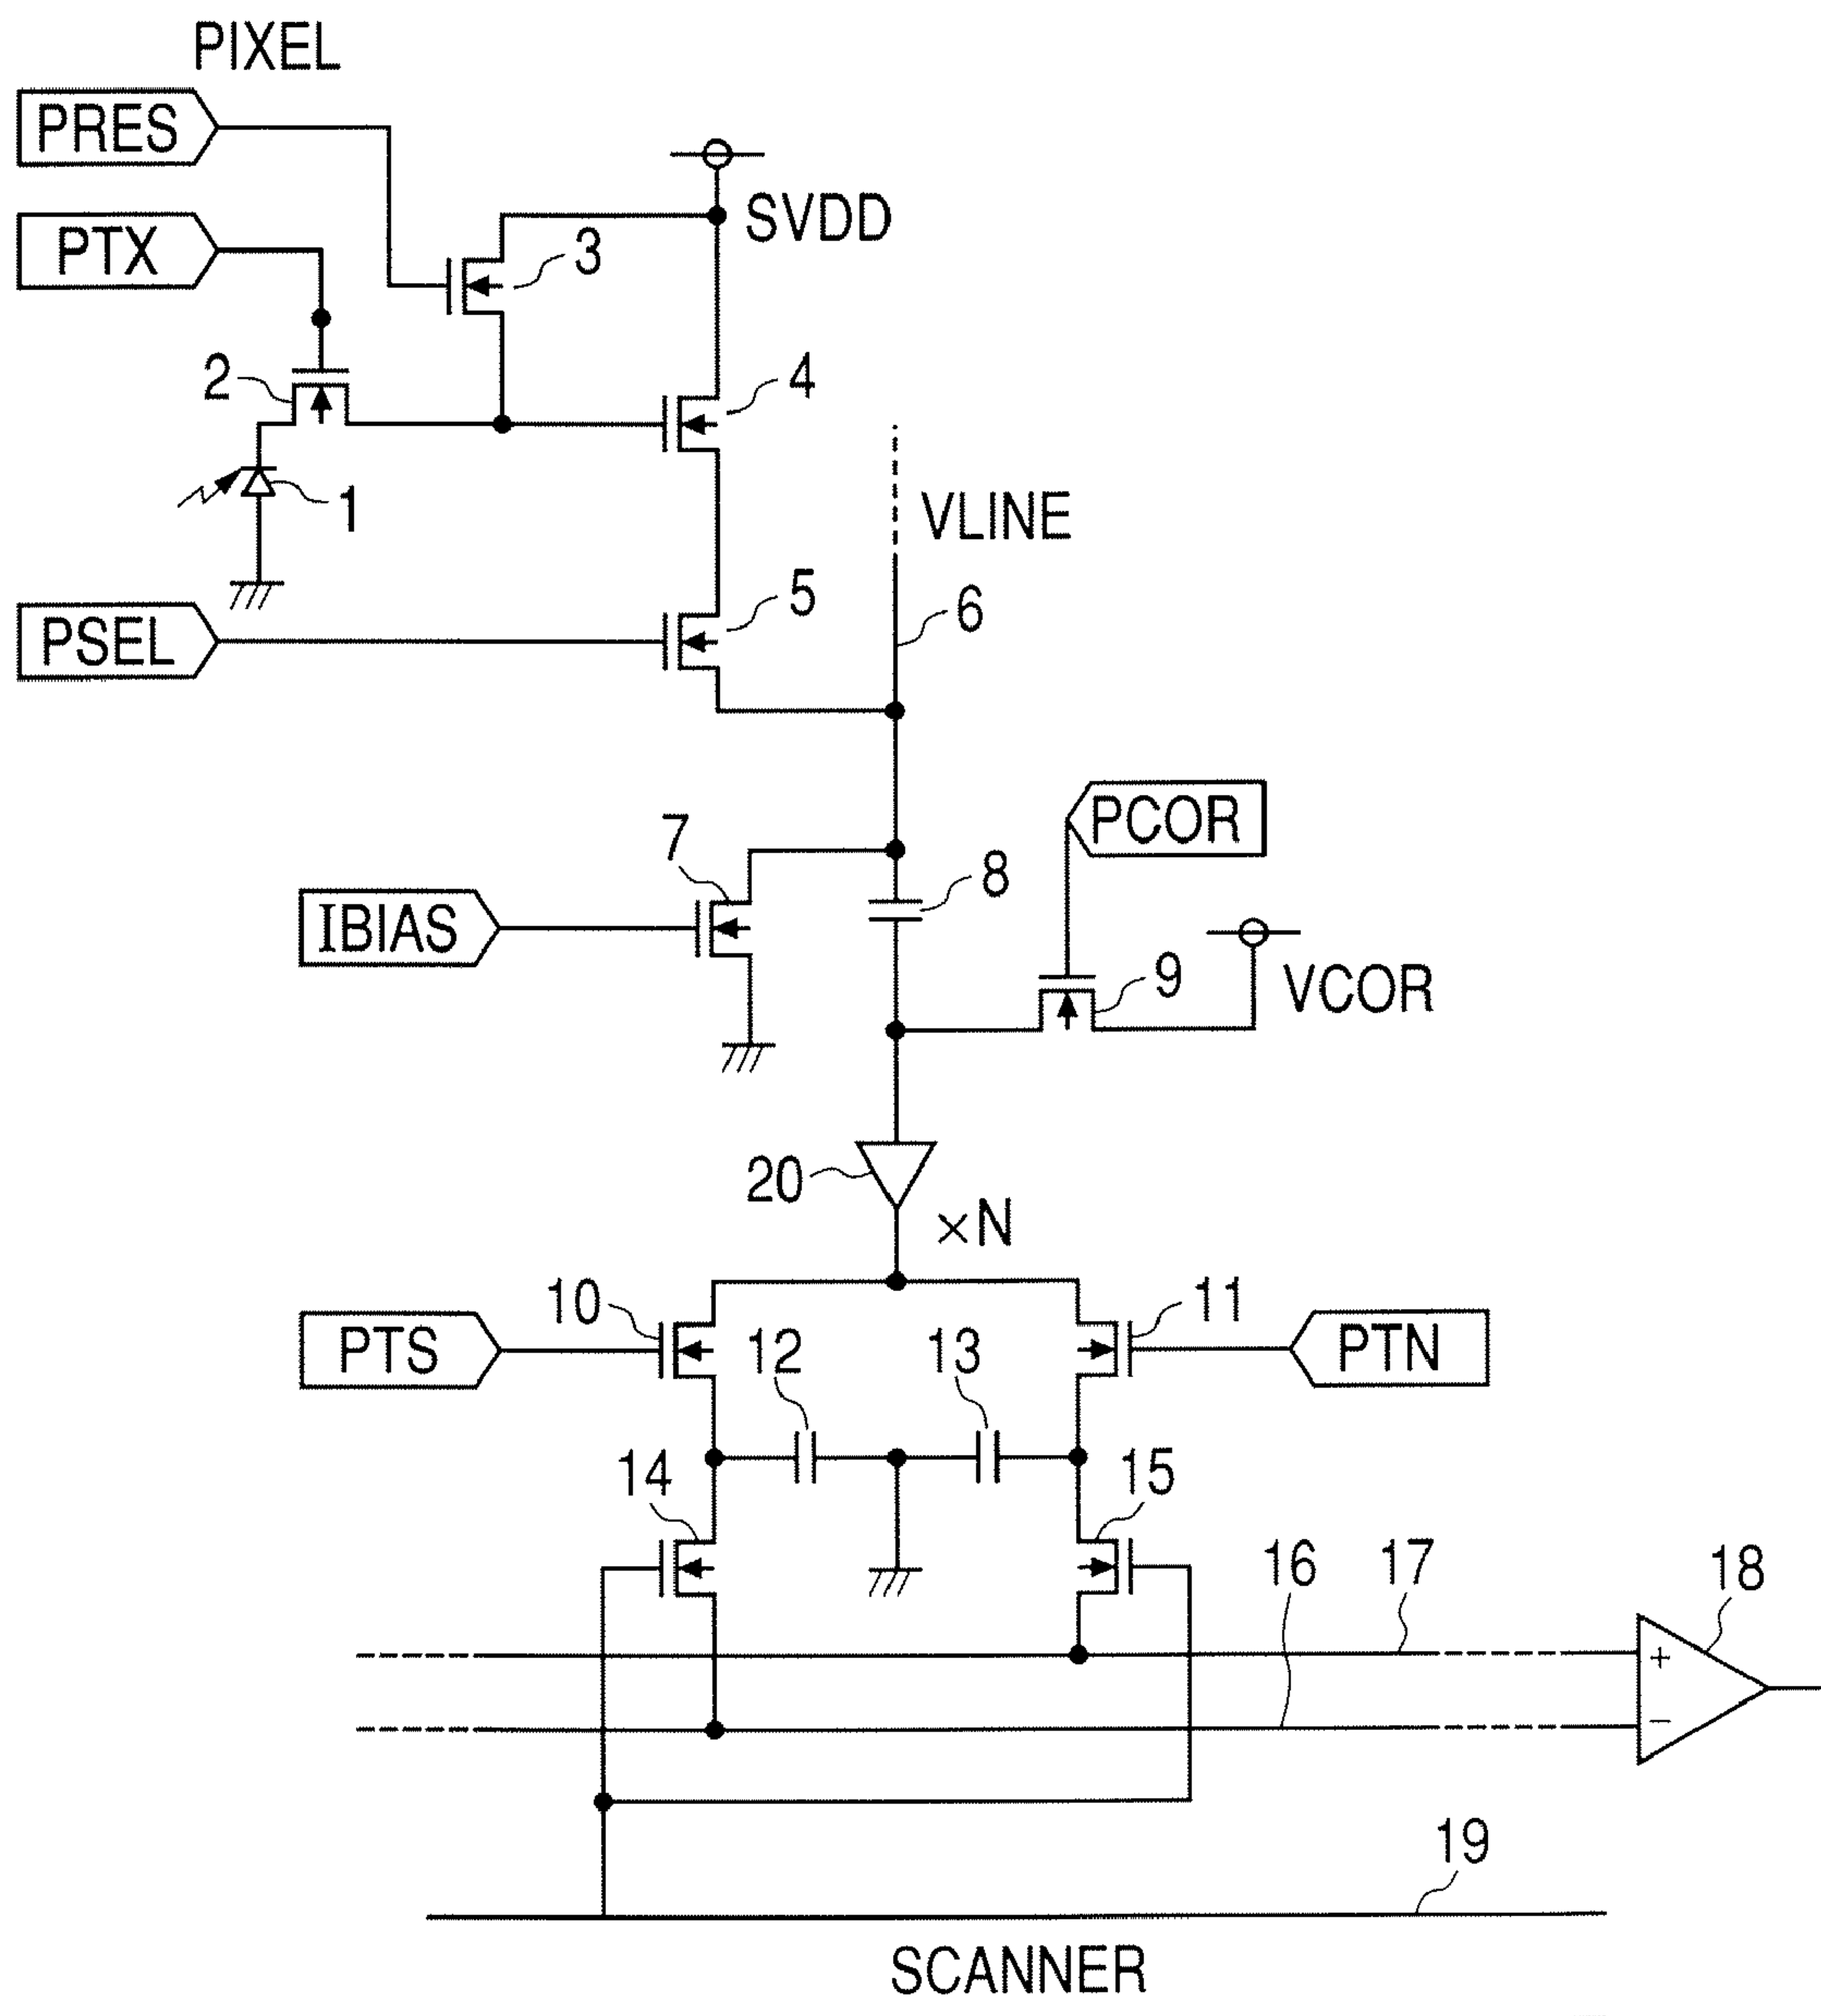 PIXEL
PRES
SVDD
PTX
3
2
4
1
VLINE
5
6
PSEL
PCOR
7
8
IBIAS
9
VCOR
20
×N
10
11
PTS
12
13
PTN
14
15
16
17
18
+
−
19
SCANNER